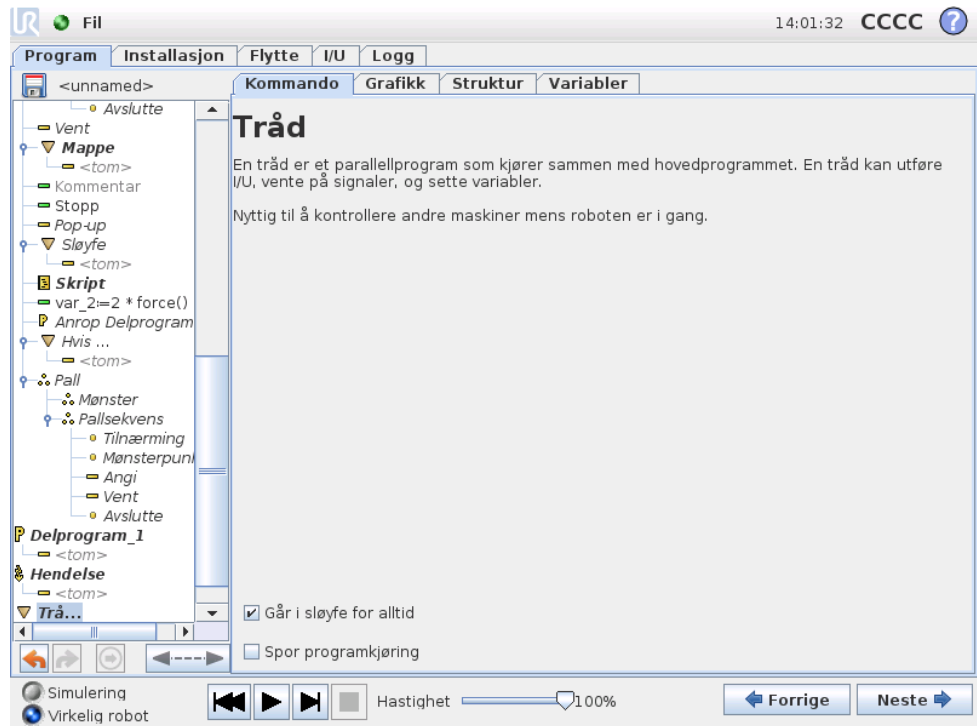 UR Fil 14:01:32 CCCC ?
Program Installasjon Flytte I/U Logg
<unnamed>
Kommando Grafikk Struktur Variabler
Avslutte
Vent
Mappe
<tom>
Kommentar
Stopp
Pop-up
Sløyfe
<tom>
Skript
var_2:=2 * force()
Anrop Delprogram
Hvis ...
<tom>
Pall
Mønster
Pallsekvens
Tilnærming
Mønsterpunl
Angi
Vent
Avslutte
P Delprogram_1
<tom>
Hendelse
<tom>
Trå...
Tråd
En tråd er et parallellprogram som kjører sammen med hovedprogrammet. En tråd kan utføre
I/U, vente på signaler, og sette variabler.
Nyttig til å kontrollere andre maskiner mens roboten er i gang.
Går i sløyfe for alltid
Spor programkjøring
Simulering
Virkelig robot
Hastighet 100%
Forrige Neste